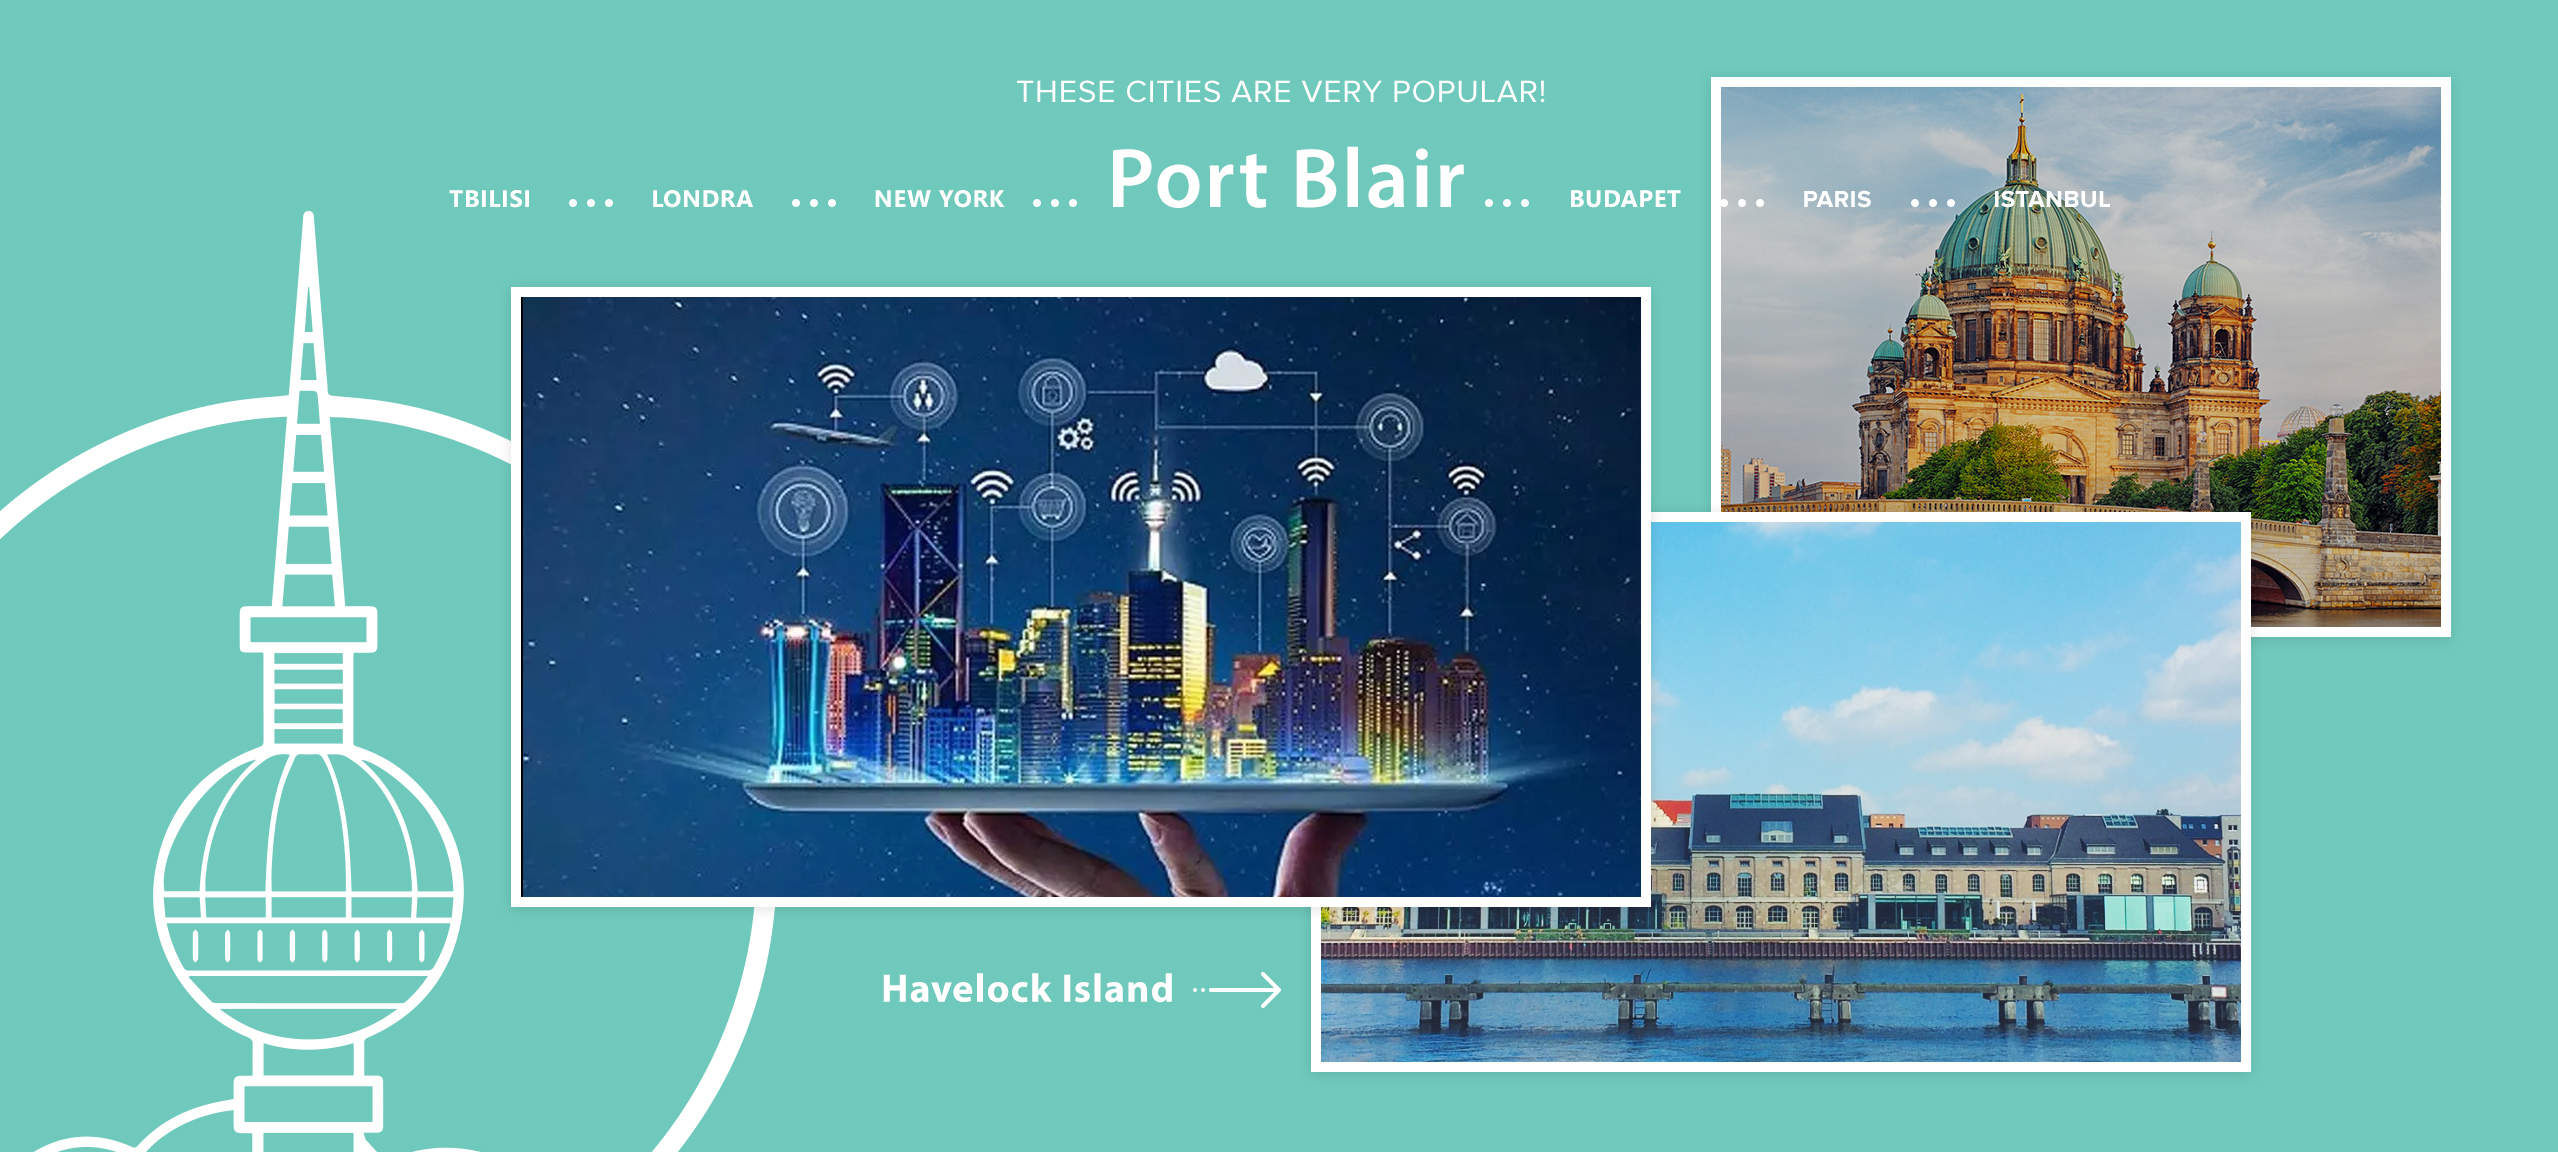 THESE CITIES ARE VERY POPULAR!
TBILISI ... LONDRA ... NEW YORK ... Port Blair ... BUDAPET ... PARIS ... ISTANBUL
Havelock Island